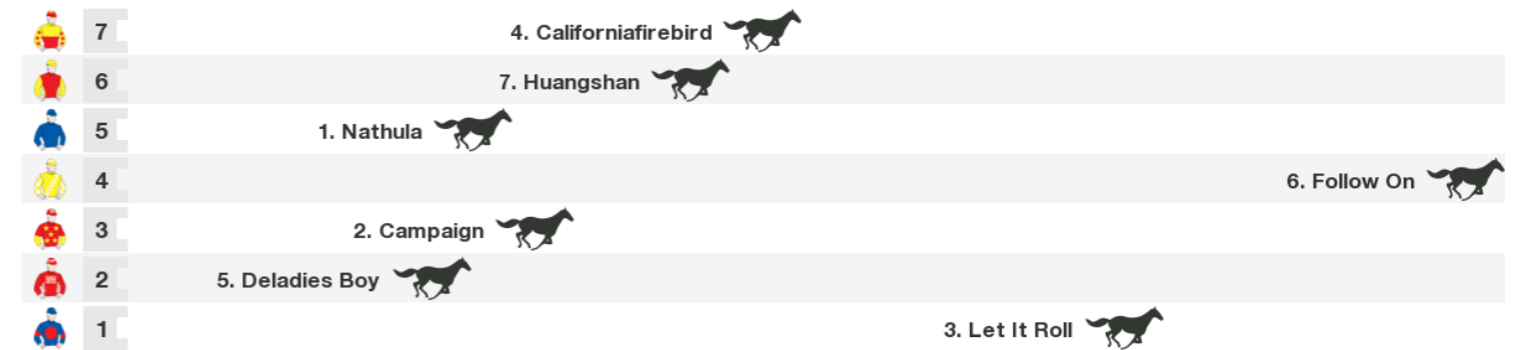 7 4. Californiafirebird
6 7. Huangshan
5 1. Nathula
4 6. Follow On
3 2. Campaign
2 5. Deladies Boy
1 3. Let It Roll